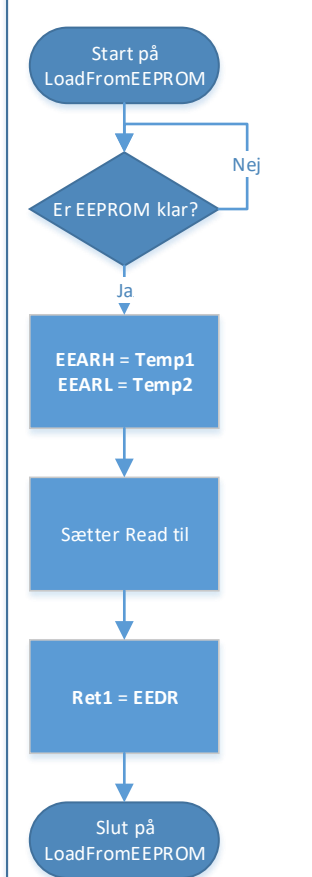 Start på
LoadFromEEPROM
Nej
Er EEPROM klar?
Ja
EEARH = Temp1
EEARL = Temp2
Sætter Read til
Ret1 = EEDR
Slut på
LoadFromEEPROM